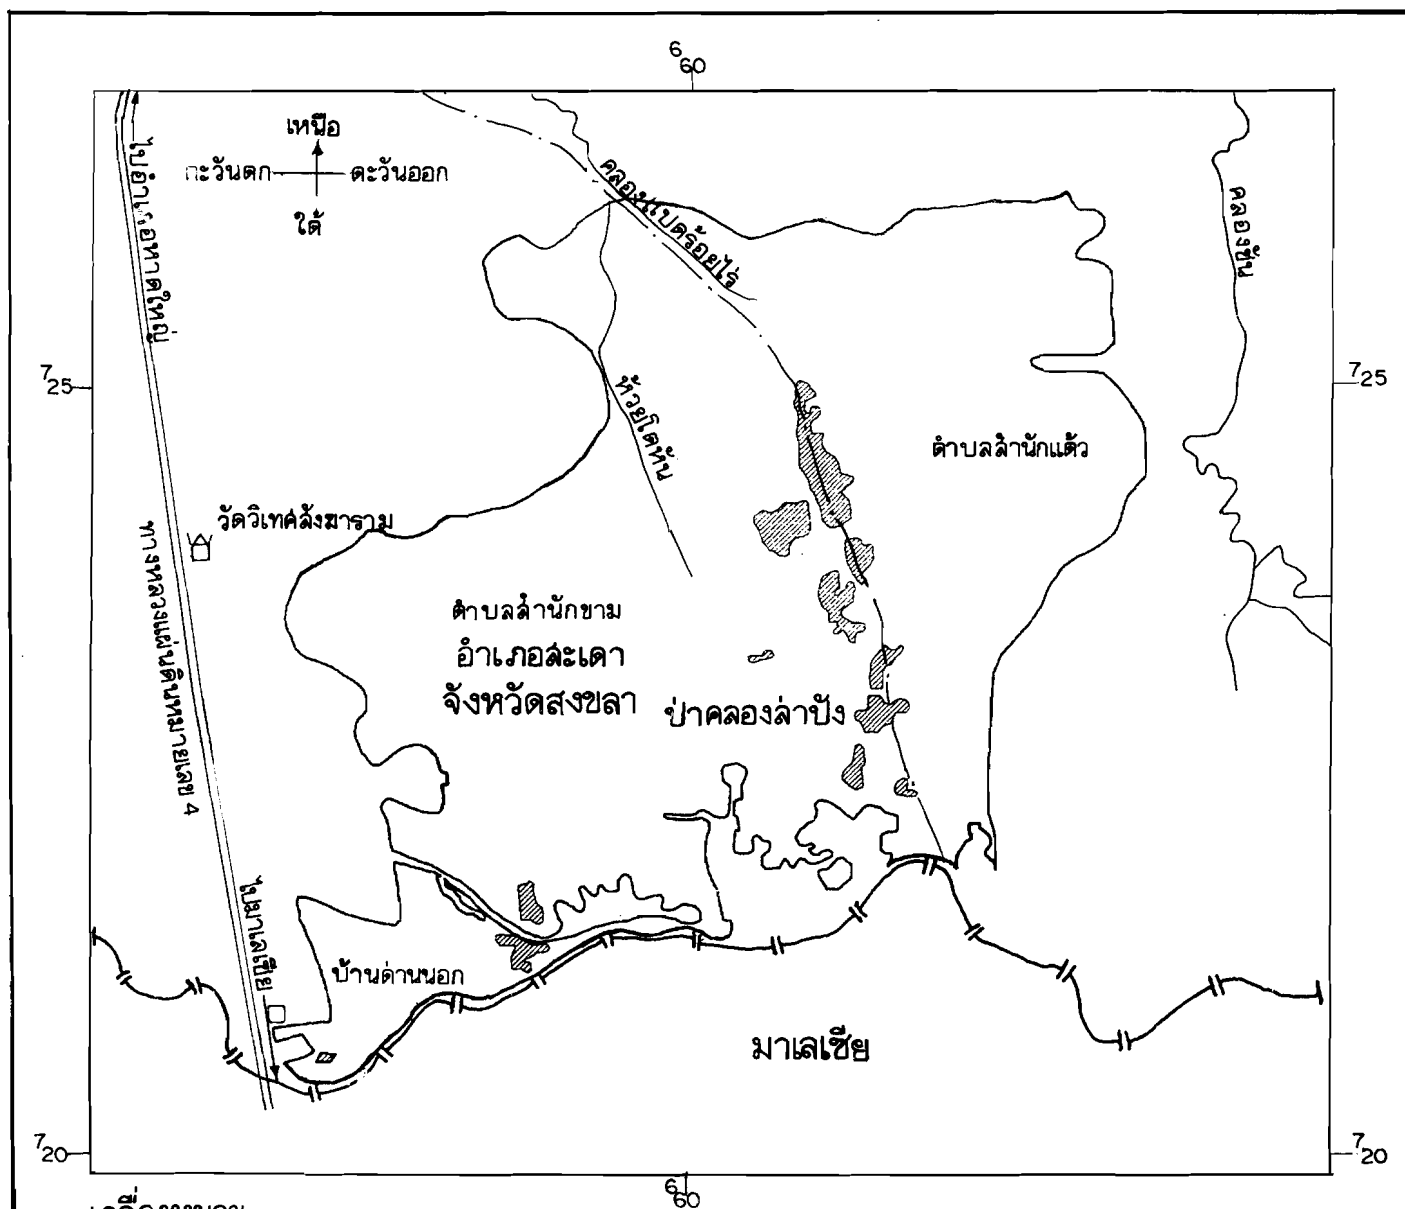 6 60
เหนือ
ตะวันตก
ตะวันออก
ใต้
ไปอำเภอหาดใหญ่
คลองแปดร้อยไร่
คลองขัน
7 25
7 25
ห้วยโตหัน
ตำบลสำนักแต้ว
วัดวิเทศสังฆาราม
ทางหลวงแผ่นดินหมายเลข 4
ตำบลสำนักขาม
อำเภอสะเดา
จังหวัดสงขลา
ป่าคลองล่าปัง
ไปมาเลเซีย
บ้านด่านนอก
มาเลเซีย
7 20
7 20
6 60